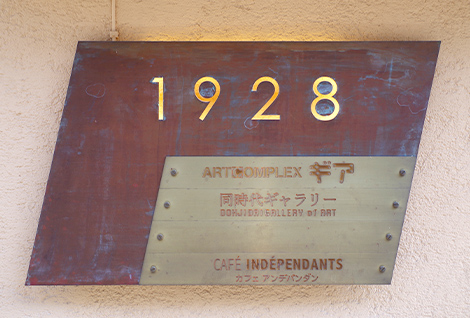 1928
ARTCOMPLEX ギア
同時代ギャラリー
DOHJIDAI GALLERY of ART
CAFÉ INDÉPENDANTS
カフェ アンデパンダン